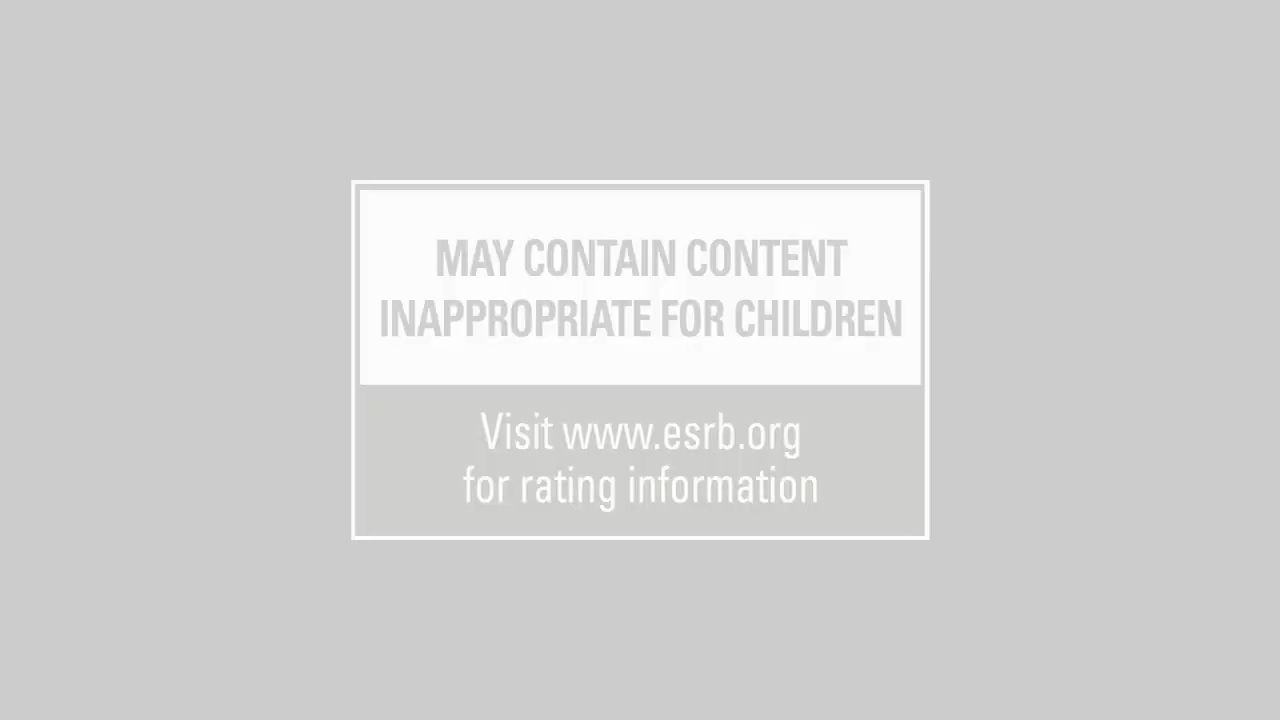 MAY CONTAIN CONTENT
INAPPROPRIATE FOR CHILDREN
Visit www.esrb.org
for rating information